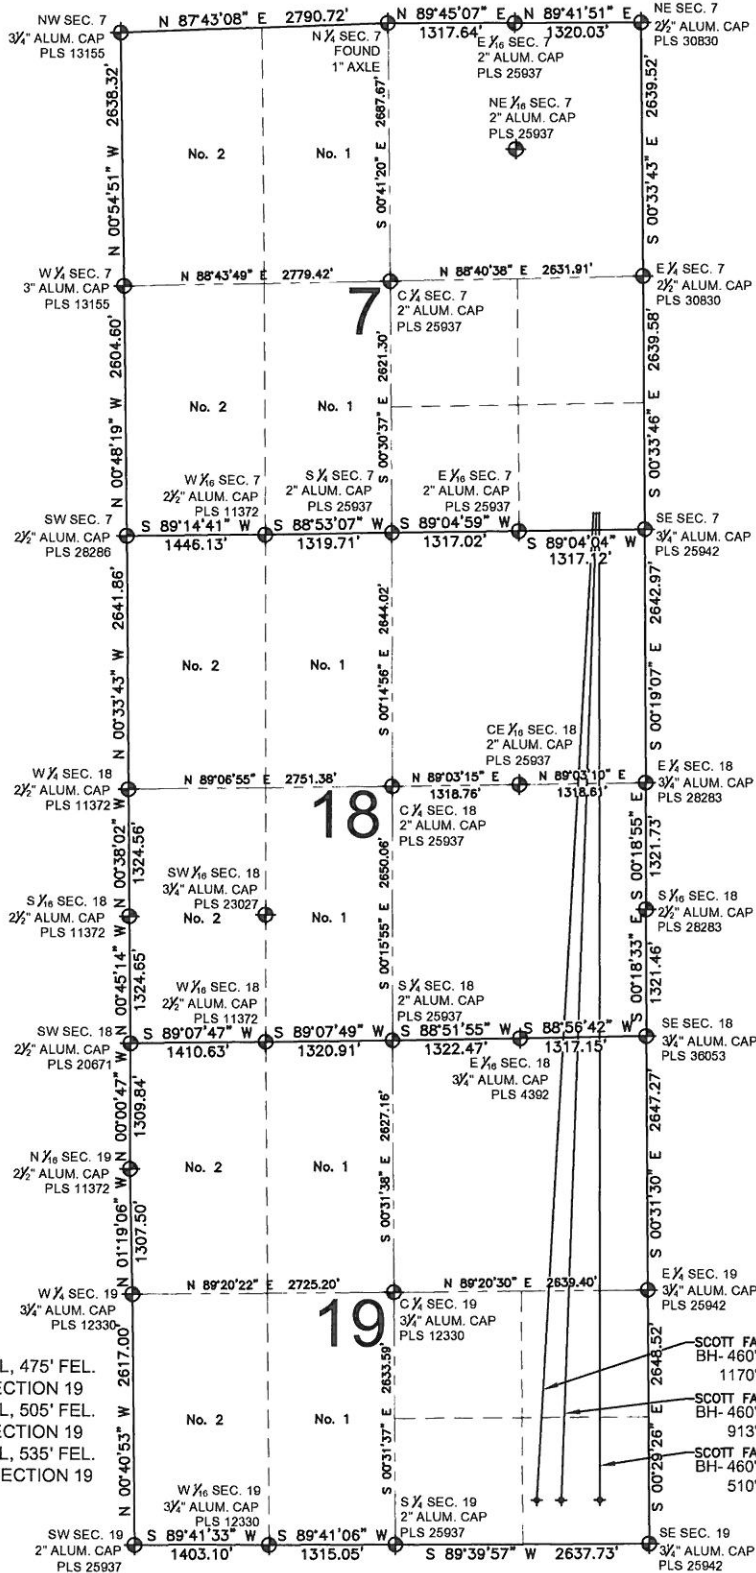 NW SEC. 7
3¼" ALUM. CAP
PLS 13155
N 87°43'08" E 2790.72'
N ¼ SEC. 7
FOUND
1" AXLE
N 89°45'07" E
1317.64'
E 1⁄16 SEC. 7
2" ALUM. CAP
PLS 25937
N 89°41'51" E
1320.03'
NE SEC. 7
2½" ALUM. CAP
PLS 30830
NE 1⁄16 SEC. 7
2" ALUM. CAP
PLS 25937
N 00°54'51" W 2638.32'
No. 2
No. 1
S 00°41'20" E 2687.67'
S 00°33'43" E 2639.52'
W ¼ SEC. 7
3" ALUM. CAP
PLS 13155
N 88°43'49" E 2779.42'
7
C ¼ SEC. 7
2" ALUM. CAP
PLS 25937
N 88°40'38" E 2631.91'
E ¼ SEC. 7
2½" ALUM. CAP
PLS 30830
N 00°48'19" W 2604.60'
No. 2
No. 1
S 00°30'37" E 2621.30'
S 00°33'46" E 2639.58'
W 1⁄16 SEC. 7
2½" ALUM. CAP
PLS 11372
S ¼ SEC. 7
2" ALUM. CAP
PLS 25937
E 1⁄16 SEC. 7
2" ALUM. CAP
PLS 25937
SW SEC. 7
2½" ALUM. CAP
PLS 28286
S 89°14'41" W
1446.13'
S 88°53'07" W
1319.71'
S 89°04'59" W
1317.02'
S 89°04'04" W
1317.12'
SE SEC. 7
3¼" ALUM. CAP
PLS 25942
N 00°33'43" W 2641.86'
No. 2
No. 1
S 00°14'56" E 2644.02'
S 00°19'07" E 2642.97'
CE 1⁄16 SEC. 18
2" ALUM. CAP
PLS 25937
W ¼ SEC. 18
2½" ALUM. CAP
PLS 11372
N 89°06'55" E 2751.38'
18
C ¼ SEC. 18
2" ALUM. CAP
PLS 25937
N 89°03'15" E
1318.76'
N 89°03'10" E
1318.61'
E ¼ SEC. 18
3¼" ALUM. CAP
PLS 28283
N 00°38'02" W
1324.56'
SW 1⁄16 SEC. 18
3¼" ALUM. CAP
PLS 23027
S 00°18'55" E
1321.73'
S 1⁄16 SEC. 18
2½" ALUM. CAP
PLS 11372
No. 2
No. 1
S 00°15'55" E 2650.06'
S 1⁄16 SEC. 18
2½" ALUM. CAP
PLS 28283
N 00°45'14" W
1324.65'
W 1⁄16 SEC. 18
2½" ALUM. CAP
PLS 11372
S ¼ SEC. 18
2" ALUM. CAP
PLS 25937
S 00°18'33" E
1321.46'
SW SEC. 18
2½" ALUM. CAP
PLS 20671
S 89°07'47" W
1410.63'
S 89°07'49" W
1320.91'
S 88°51'55" W
1322.47'
S 88°56'42" W
1317.15'
SE SEC. 18
3¼" ALUM. CAP
PLS 36053
E 1⁄16 SEC. 18
3¼" ALUM. CAP
PLS 4392
N 00°00'47" W
1309.84'
N 1⁄16 SEC. 19
2½" ALUM. CAP
PLS 11372
No. 2
No. 1
S 00°31'38" E 2627.16'
S 00°31'30" E 2647.27'
N 01°19'06" W
1307.50'
W ¼ SEC. 19
3¼" ALUM. CAP
PLS 12330
N 89°20'22" E 2725.20'
19
C ¼ SEC. 19
3¼" ALUM. CAP
PLS 12330
N 89°20'30" E 2639.40'
E ¼ SEC. 19
3¼" ALUM. CAP
PLS 25942
L, 475' FEL.
ECTION 19
L, 505' FEL.
ECTION 19
L, 535' FEL.
ECTION 19
N 00°40'53" W 2617.00'
No. 2
No. 1
S 00°31'37" E 2633.59'
S 00°29'26" E 2648.52'
SCOTT FA
BH- 460'
1170'
SCOTT FA
BH- 460'
913'
SCOTT FA
BH- 460'
510'
W 1⁄16 SEC. 19
3¼" ALUM. CAP
PLS 12330
S ¼ SEC. 19
2" ALUM. CAP
PLS 25937
SW SEC. 19
2" ALUM. CAP
PLS 25937
S 89°41'33" W
1403.10'
S 89°41'06" W
1315.05'
S 89°39'57" W 2637.73'
SE SEC. 19
3¼" ALUM. CAP
PLS 25942